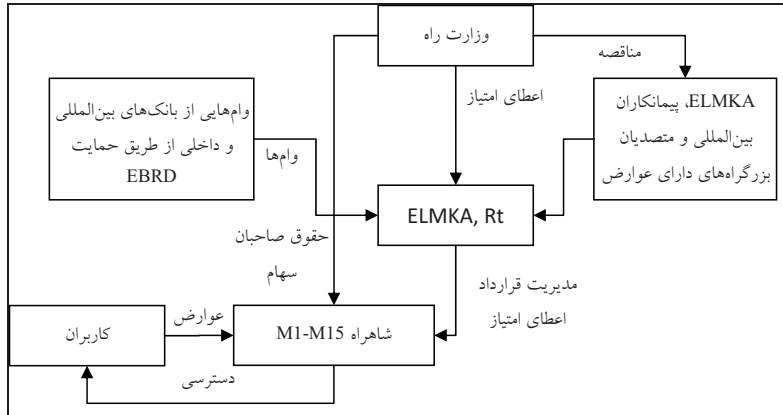 وزارت راه
مناقصه
اعطای
امتیاز
وام‌هایی از بانک‌های بین‌المللی
و داخلی از طریق حمایت
EBRD
وام‌ها
ELMKA، پیمانکاران
بین‌المللی و متصدیان
بزرگراه‌های دارای عوارض
ELMKA, Rt
حقوق صاحبان
سهام
مدیریت قرارداد
اعطای امتیاز
شاهراه M1-M15
عوارض
کاربران
دسترسی